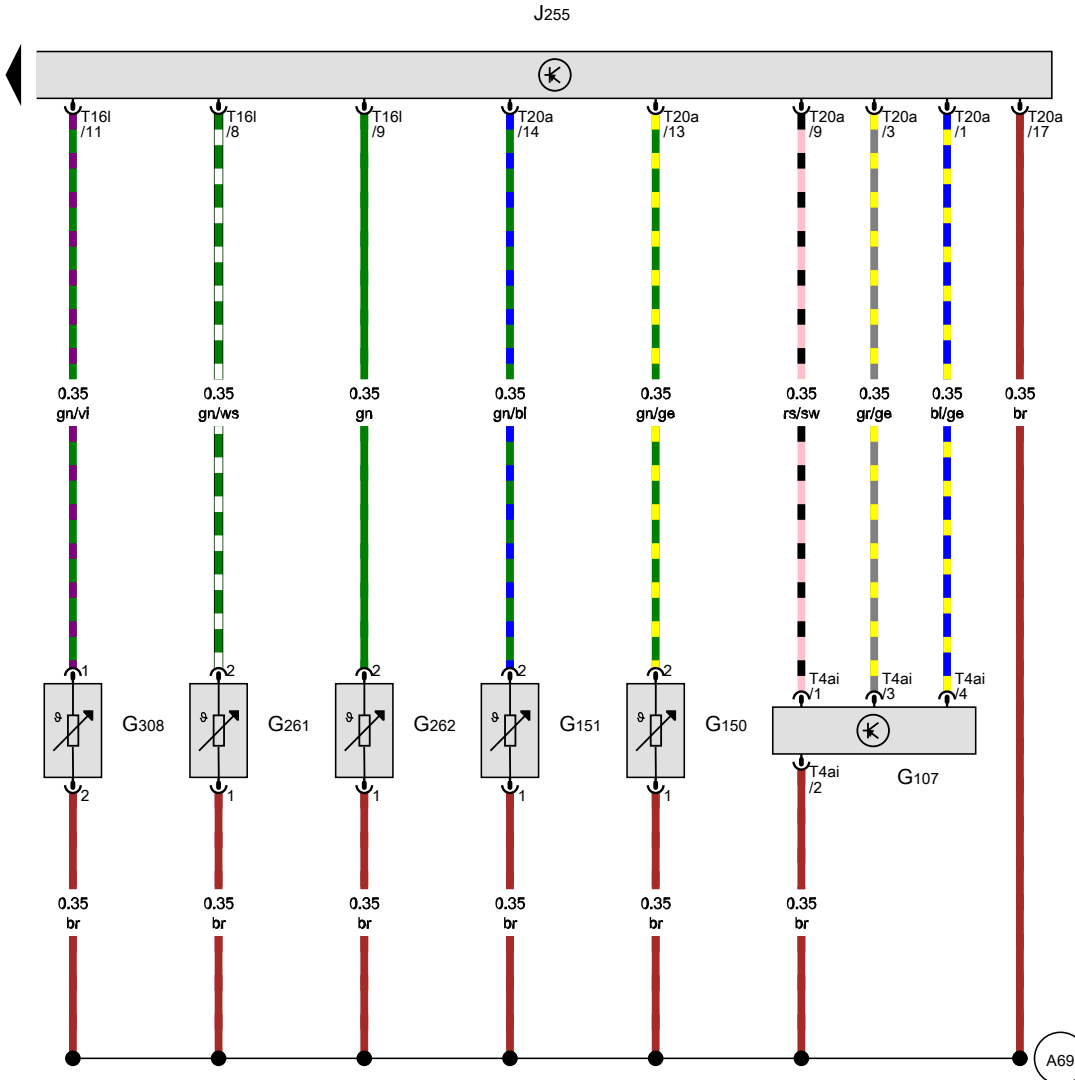 J255
T16l
/11
T16l
/8
T16l
/9
T20a
/14
T20a
/13
T20a
/9
T20a
/3
T20a
/1
T20a
/17
0.35
gn/vi
0.35
gn/ws
0.35
gn
0.35
gn/bl
0.35
gn/ge
0.35
rs/sw
0.35
gr/ge
0.35
bl/ge
0.35
br
1
2
2
2
2
T4ai
/1
T4ai
/3
T4ai
/4
ϑ
G308
ϑ
G261
ϑ
G262
ϑ
G151
ϑ
G150
G107
2
1
1
1
1
T4ai
/2
0.35
br
0.35
br
0.35
br
0.35
br
0.35
br
0.35
br
A69